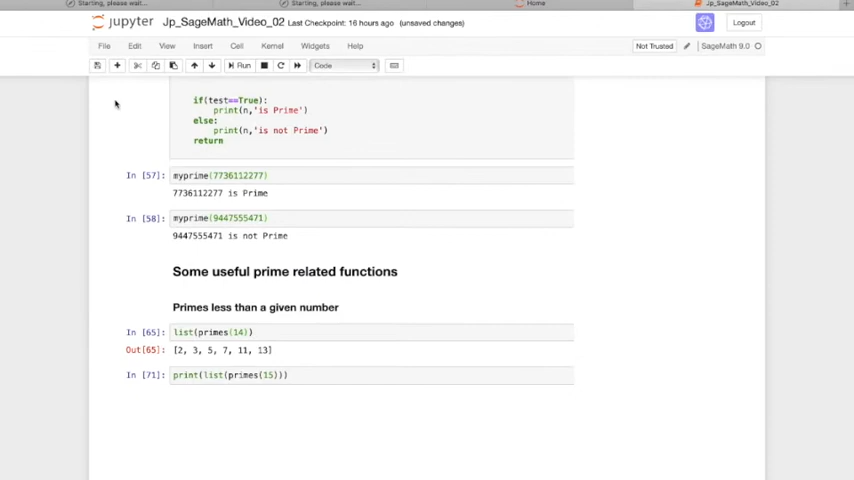 Starting, please wait...
Starting, please wait...
Home
Jp_SageMath_Video_02
jupyter Jp_SageMath_Video_02 Last Checkpoint: 16 hours ago (unsaved changes)
Logout
File Edit View Insert Cell Kernel Widgets Help
Not Trusted SageMath 9.0
Run Code
if(test==True):
print(n,'is Prime')
else:
print(n,'is not Prime')
return
In [57]: myprime(7736112277)
7736112277 is Prime
In [58]: myprime(9447555471)
9447555471 is not Prime
Some useful prime related functions
Primes less than a given number
In [65]: list(primes(14))
Out[65]: [2, 3, 5, 7, 11, 13]
In [71]: print(list(primes(15)))